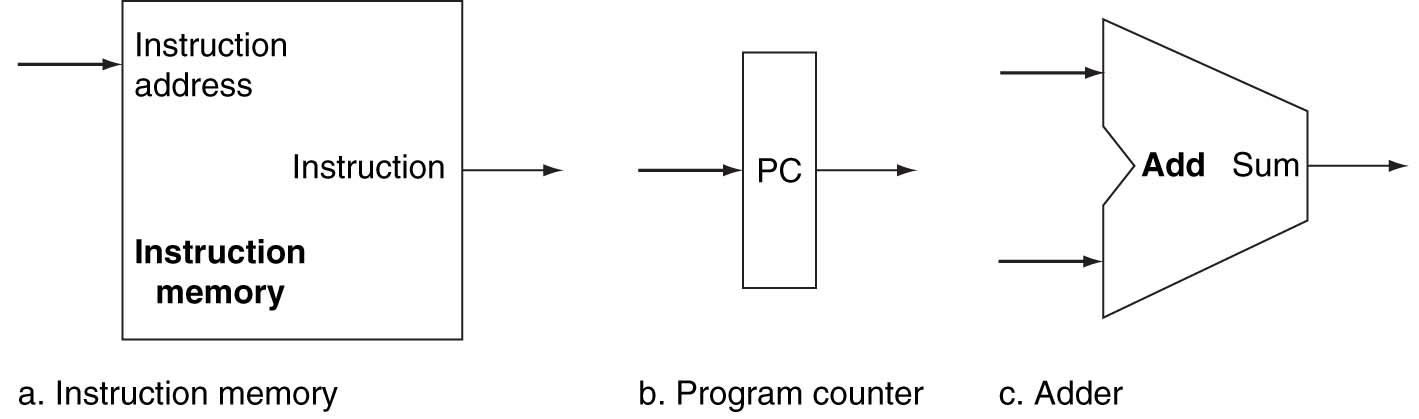 Instruction
address
Instruction
Instruction
memory
PC
Add Sum
a. Instruction memory
b. Program counter
c. Adder